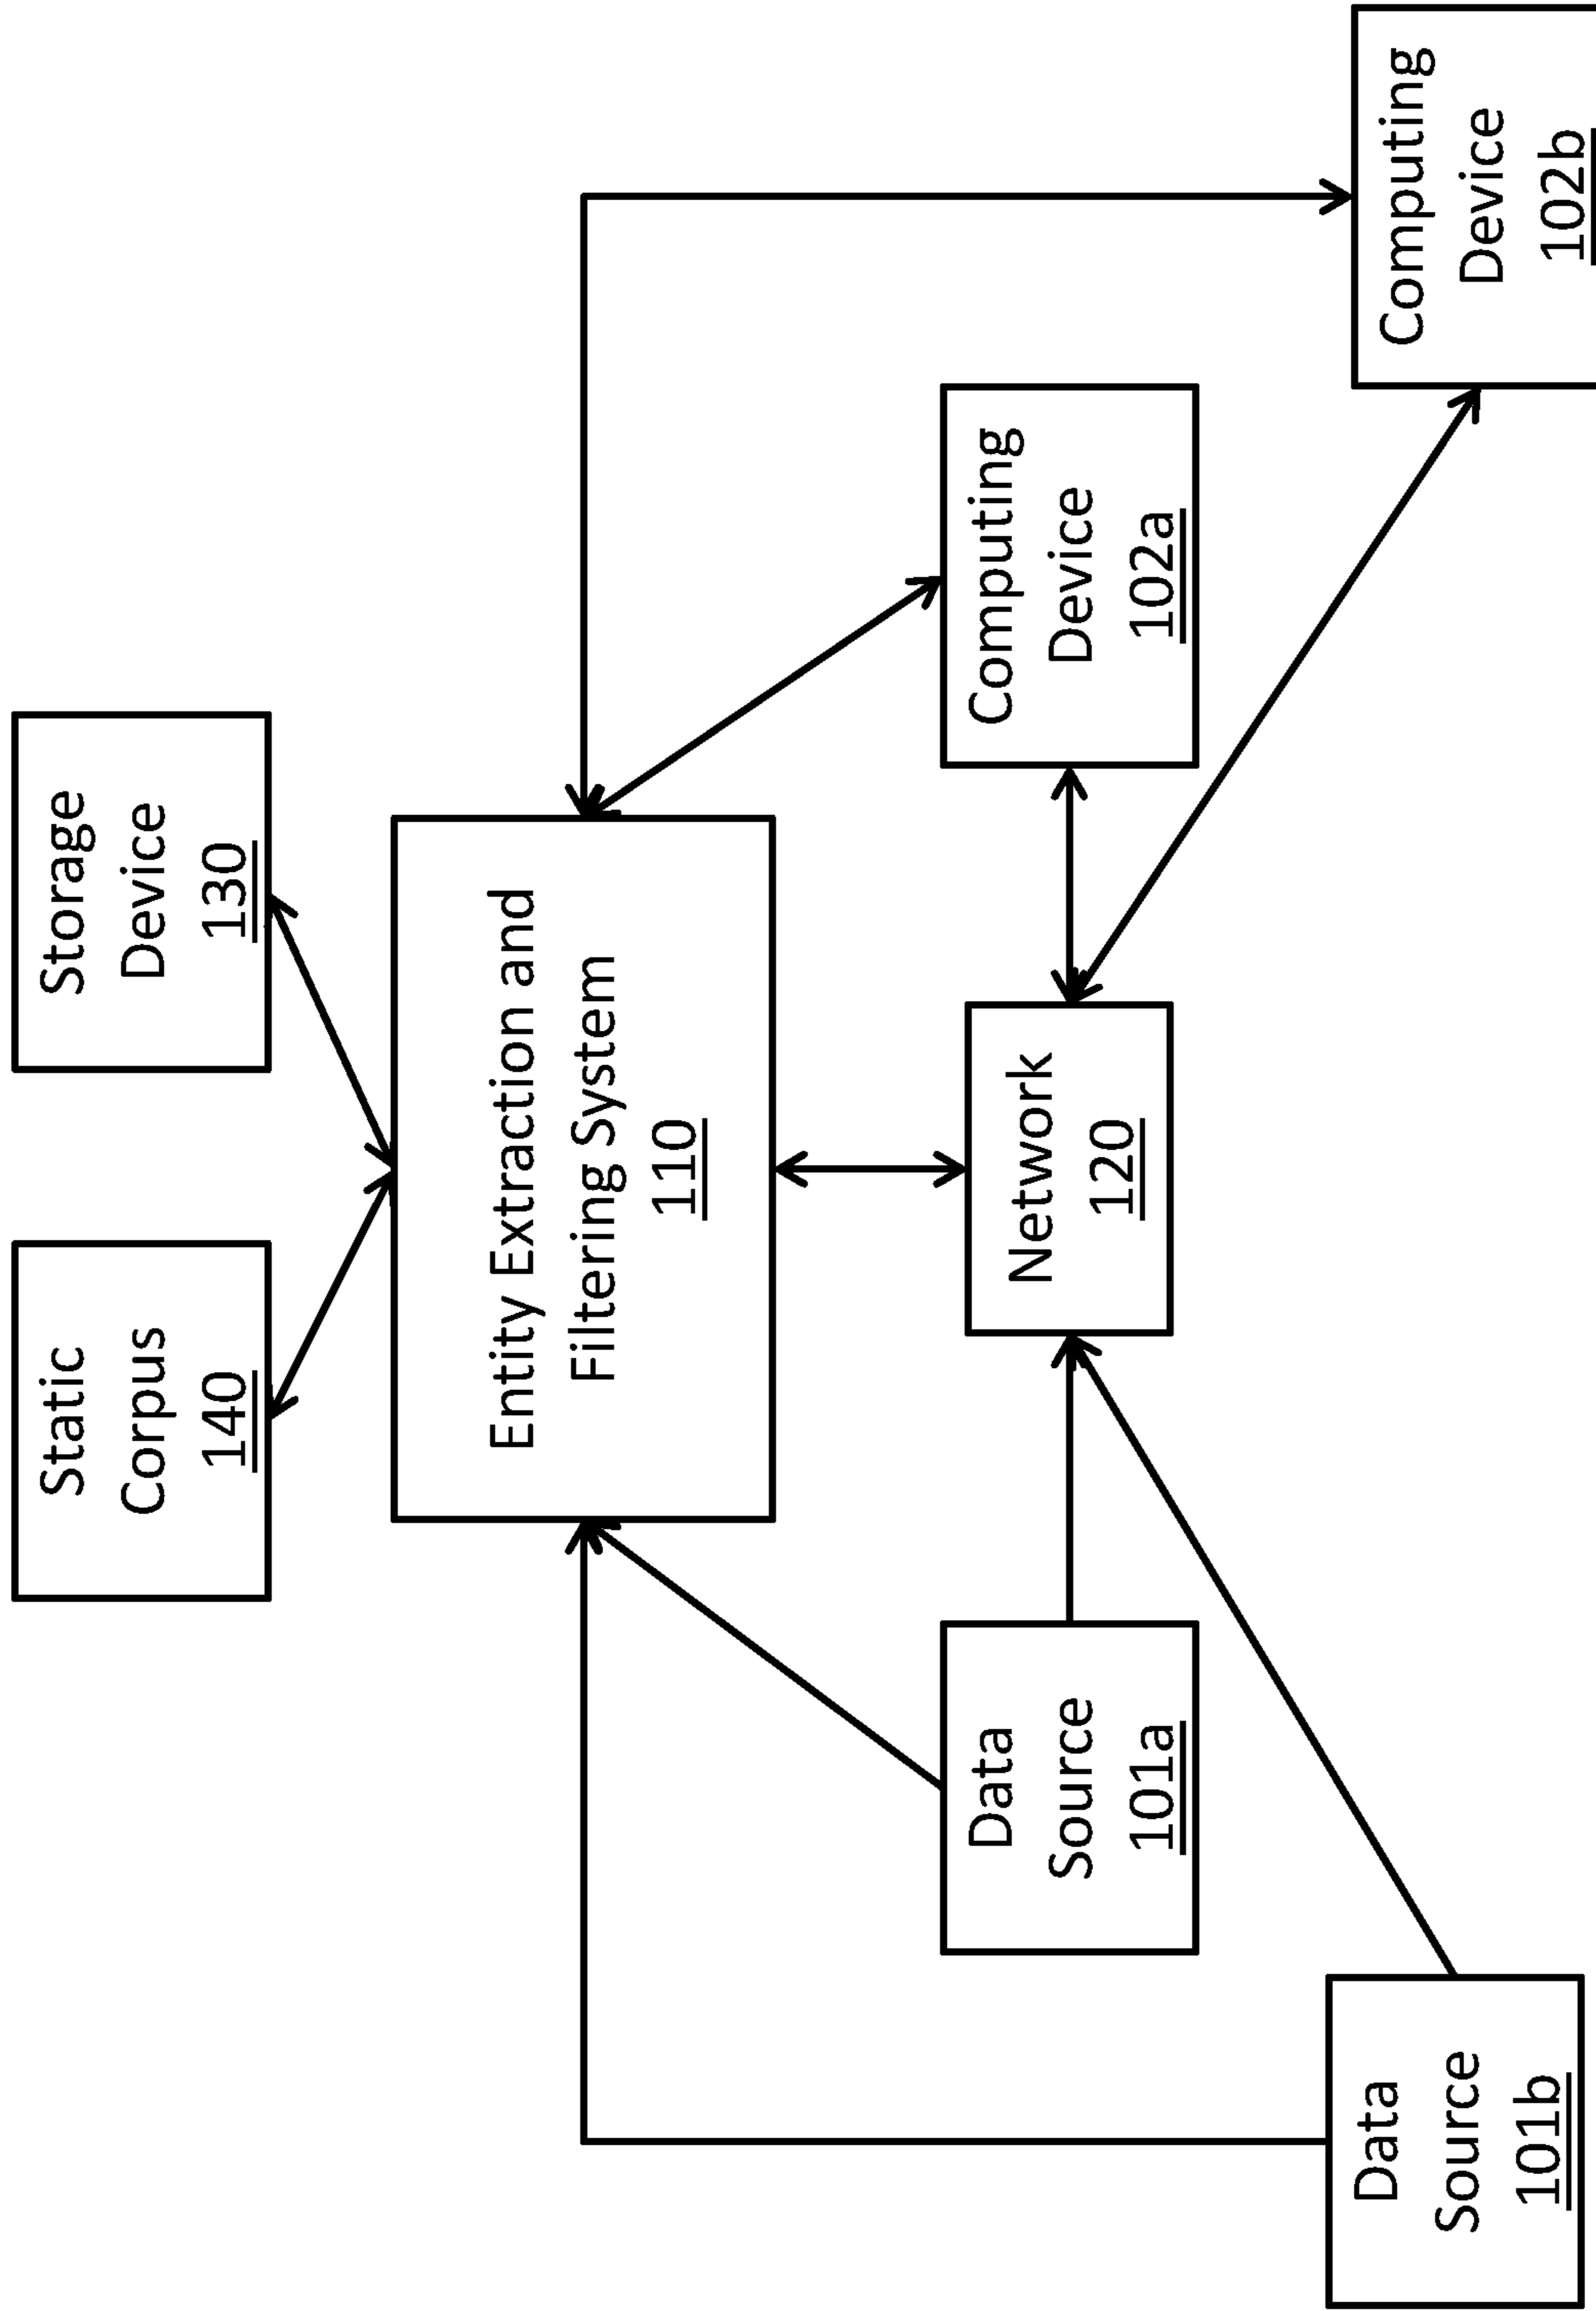 Static
Corpus
140
Storage
Device
130
Entity Extraction and
Filtering System
110
Data
Source
101a
Network
120
Computing
Device
102a
Data
Source
101b
Computing
Device
102b